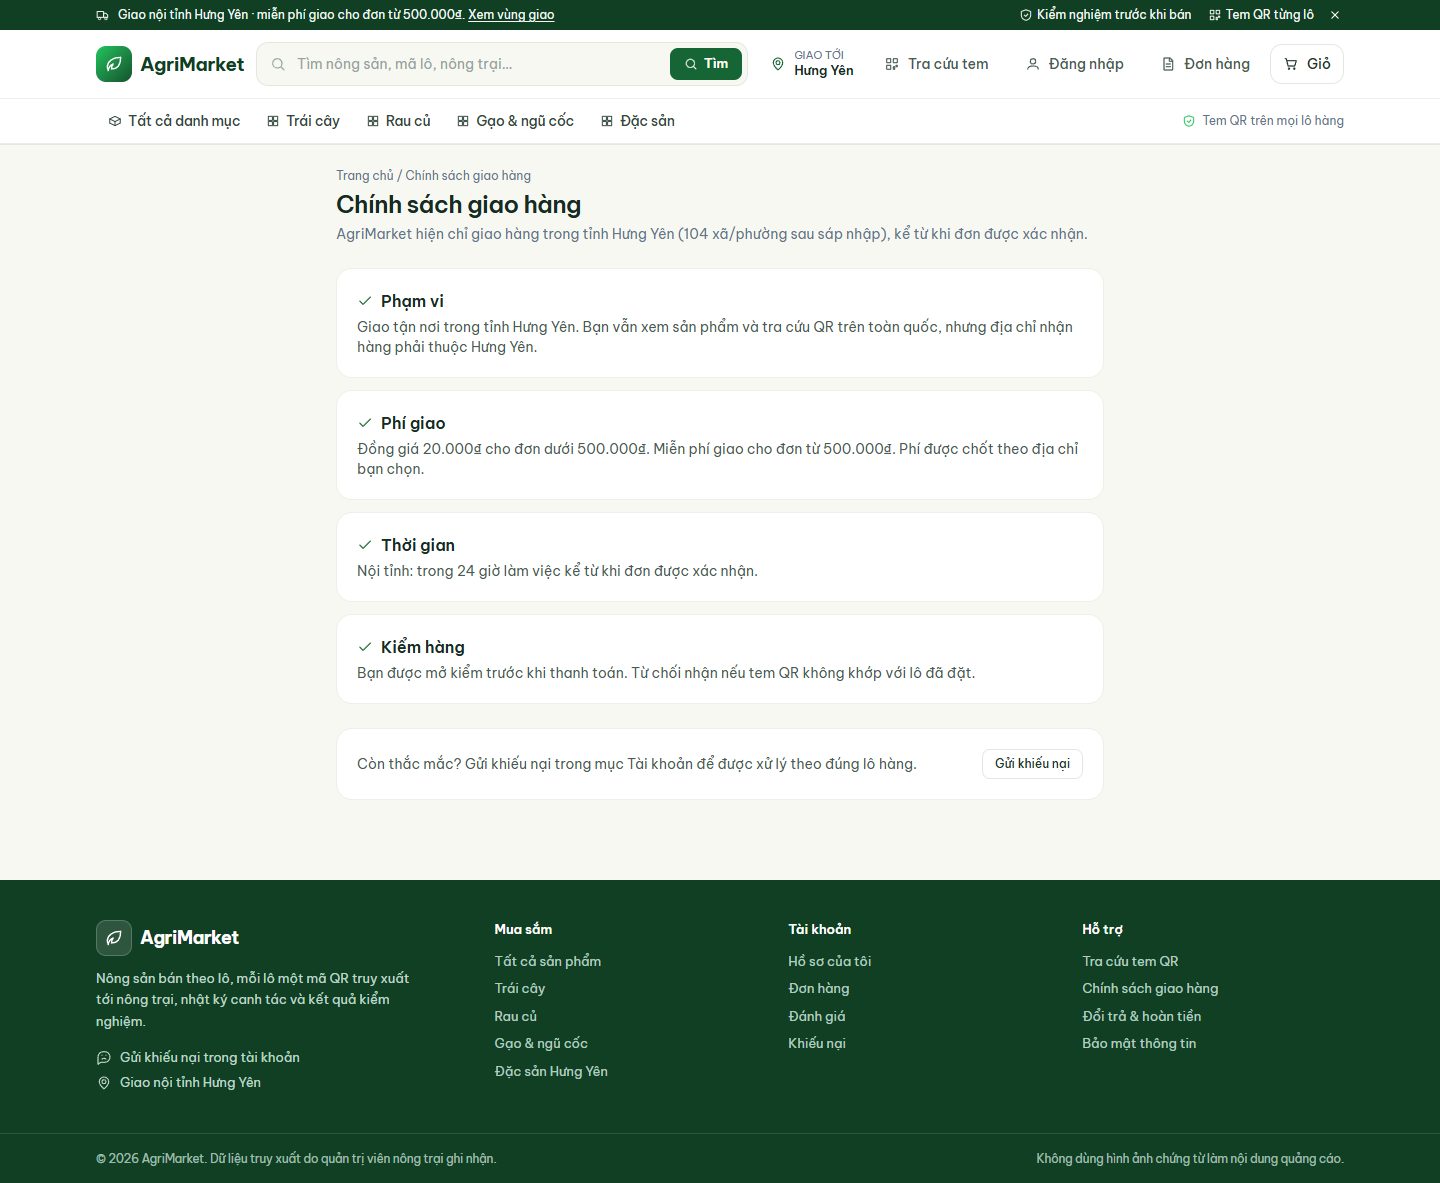 Giao nội tỉnh Hưng Yên · miễn phí giao cho đơn từ 500.000₫. Xem vùng giao
Kiểm nghiệm trước khi bán
Tem QR từng lô
AgriMarket
Tìm nông sản, mã lô, nông trại...
Tìm
GIAO TỚI
Hưng Yên
Tra cứu tem
Đăng nhập
Đơn hàng
Giỏ
Tất cả danh mục
Trái cây
Rau củ
Gạo & ngũ cốc
Đặc sản
Tem QR trên mọi lô hàng
Trang chủ / Chính sách giao hàng
Chính sách giao hàng
AgriMarket hiện chỉ giao hàng trong tỉnh Hưng Yên (104 xã/phường sau sáp nhập), kể từ khi đơn được xác nhận.
Phạm vi
Giao tận nơi trong tỉnh Hưng Yên. Bạn vẫn xem sản phẩm và tra cứu QR trên toàn quốc, nhưng địa chỉ nhận
hàng phải thuộc Hưng Yên.
Phí giao
Đồng giá 20.000₫ cho đơn dưới 500.000₫. Miễn phí giao cho đơn từ 500.000₫. Phí được chốt theo địa chỉ
bạn chọn.
Thời gian
Nội tỉnh: trong 24 giờ làm việc kể từ khi đơn được xác nhận.
Kiểm hàng
Bạn được mở kiểm trước khi thanh toán. Từ chối nhận nếu tem QR không khớp với lô đã đặt.
Còn thắc mắc? Gửi khiếu nại trong mục Tài khoản để được xử lý theo đúng lô hàng.
Gửi khiếu nại
AgriMarket
Nông sản bán theo lô, mỗi lô một mã QR truy xuất
tới nông trại, nhật ký canh tác và kết quả kiểm
nghiệm.
Gửi khiếu nại trong tài khoản
Giao nội tỉnh Hưng Yên
Mua sắm
Tất cả sản phẩm
Trái cây
Rau củ
Gạo & ngũ cốc
Đặc sản Hưng Yên
Tài khoản
Hồ sơ của tôi
Đơn hàng
Đánh giá
Khiếu nại
Hỗ trợ
Tra cứu tem QR
Chính sách giao hàng
Đổi trả & hoàn tiền
Bảo mật thông tin
© 2026 AgriMarket. Dữ liệu truy xuất do quản trị viên nông trại ghi nhận.
Không dùng hình ảnh chứng từ làm nội dung quảng cáo.